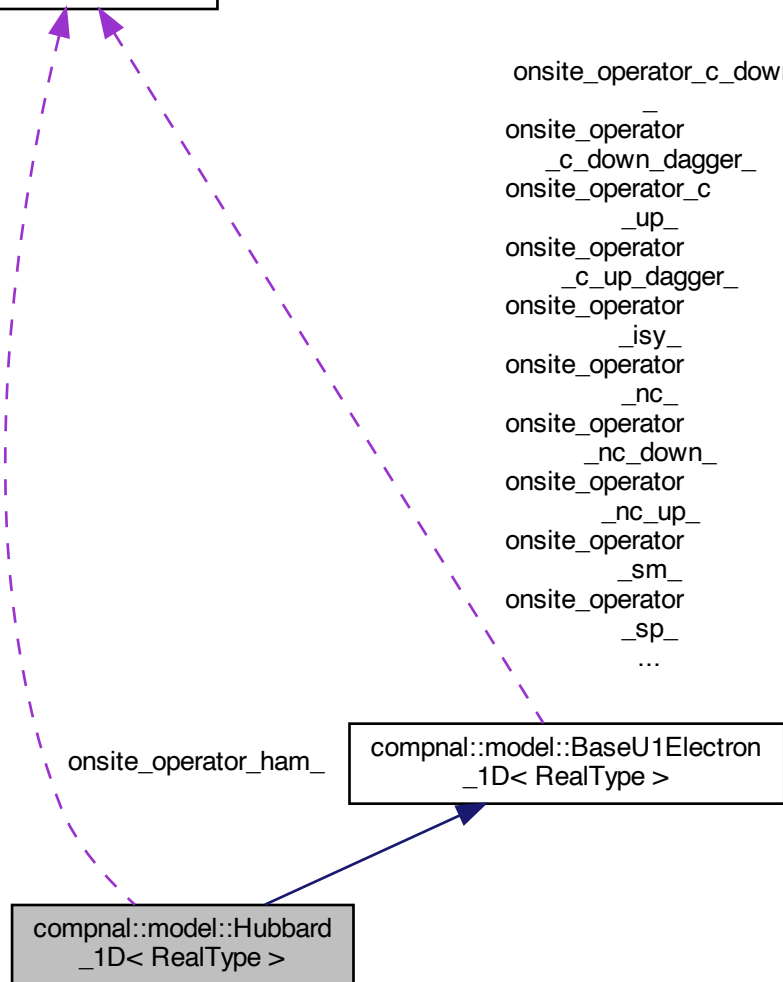 onsite_operator_c_down
_
onsite_operator
_c_down_dagger_
onsite_operator_c
_up_
onsite_operator
_c_up_dagger_
onsite_operator
_isy_
onsite_operator
_nc_
onsite_operator
_nc_down_
onsite_operator
_nc_up_
onsite_operator
_sm_
onsite_operator
_sp_
...
onsite_operator_ham_
compnal::model::BaseU1Electron
_1D< RealType >
compnal::model::Hubbard
_1D< RealType >